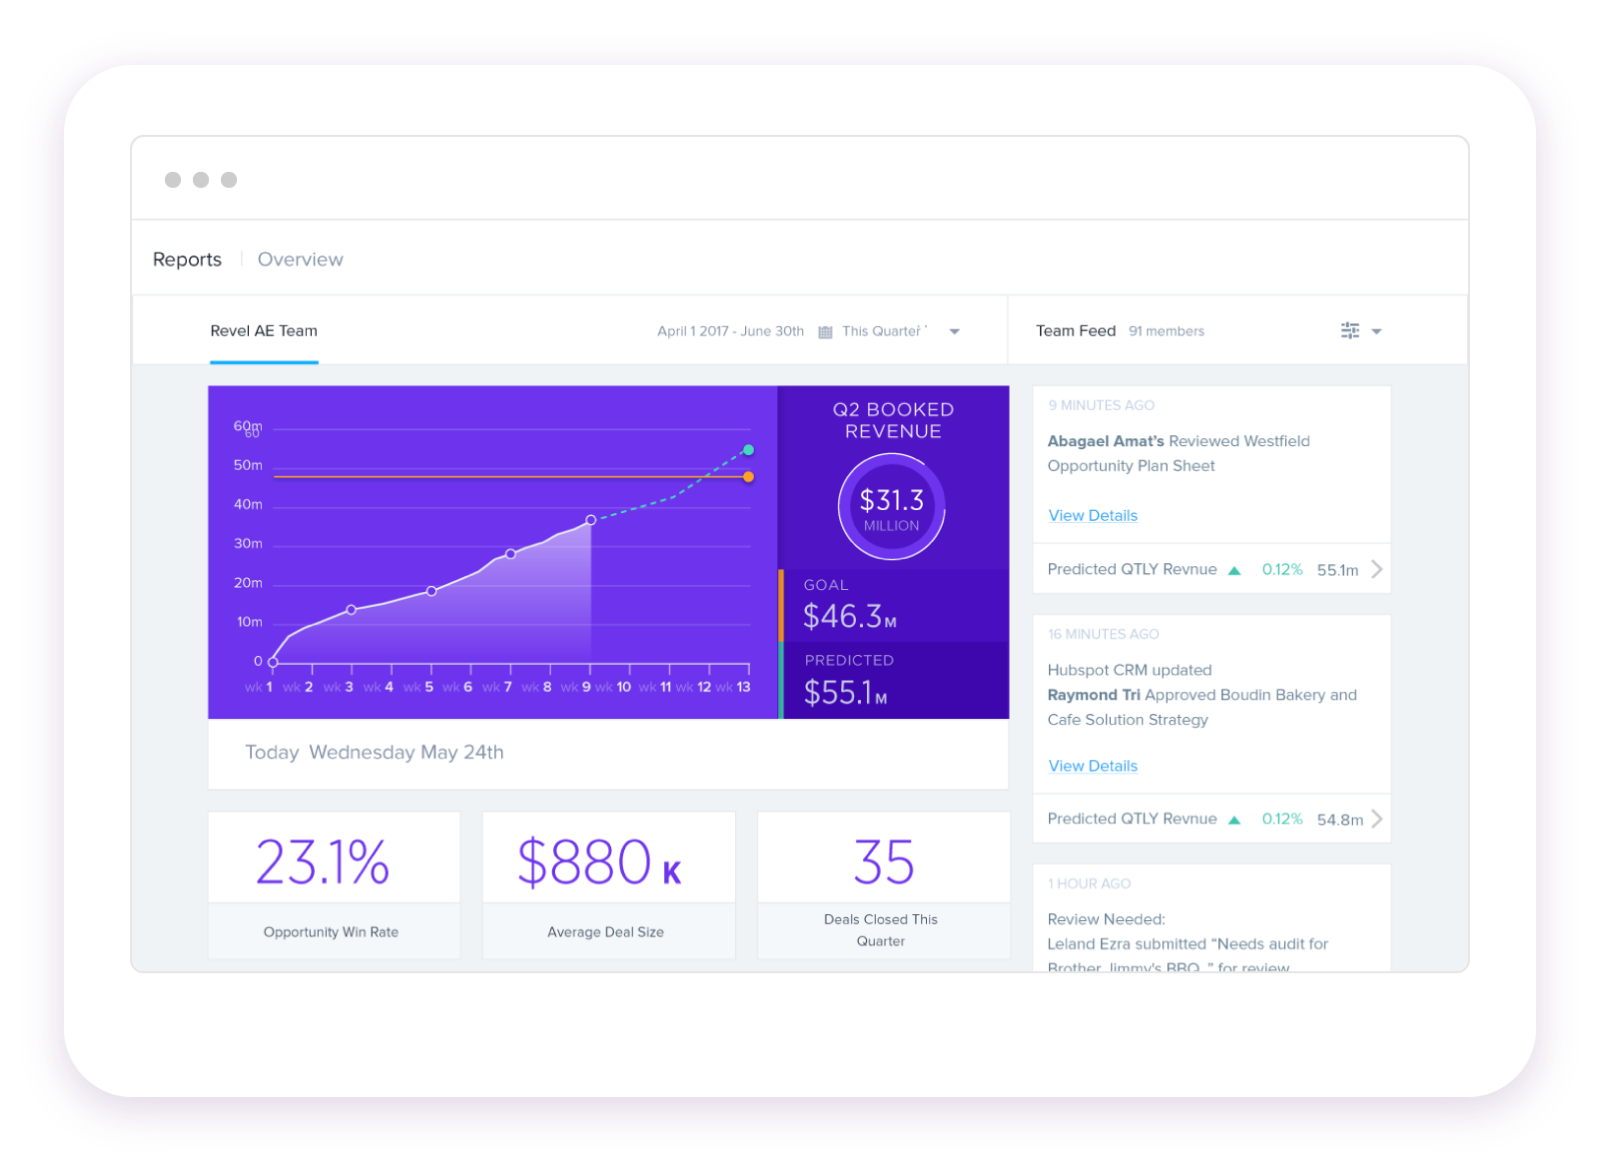 Reports Overview
Revel AE Team
April 1 2017 - June 30th This Quarter
Team Feed 91 members
60m
60
50m
40m
30m
20m
10m
0
wk 1 wk 2 wk 3 wk 4 wk 5 wk 6 wk 7 wk 8 wk 9 wk 10 wk 11 wk 12 wk 13
Q2 BOOKED
REVENUE
$31.3
MILLION
GOAL
$46.3M
PREDICTED
$55.1M
Today Wednesday May 24th
23.1%
Opportunity Win Rate
$880 K
Average Deal Size
35
Deals Closed This
Quarter
9 MINUTES AGO
Abagael Amat's Reviewed Westfield
Opportunity Plan Sheet
View Details
Predicted QTLY Revnue 0.12% 55.1m
16 MINUTES AGO
Hubspot CRM updated
Raymond Tri Approved Boudin Bakery and
Cafe Solution Strategy
View Details
Predicted QTLY Revnue 0.12% 54.8m
1 HOUR AGO
Review Needed:
Leland Ezra submitted “Needs audit for
Brother Jimmy's BBQ.” for review